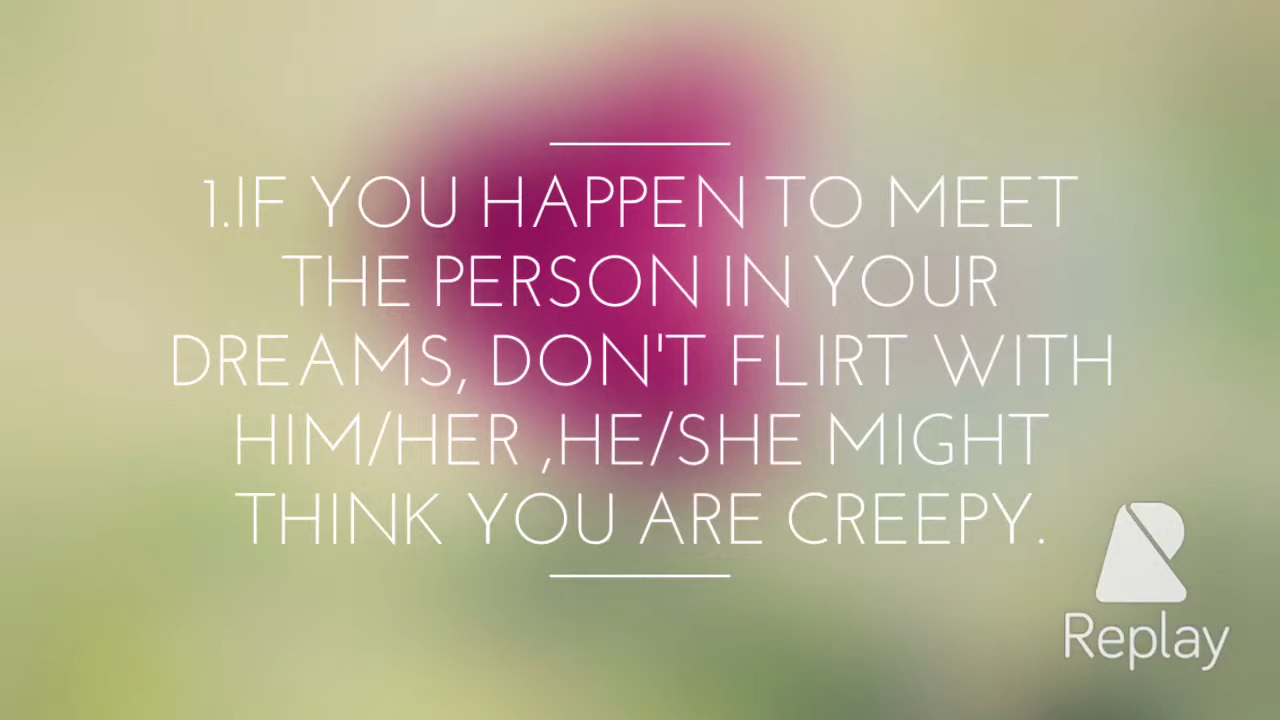 1.IF YOU HAPPEN TO MEET
THE PERSON IN YOUR
DREAMS, DON'T FLIRT WITH
HIM/HER ,HE/SHE MIGHT
THINK YOU ARE CREEPY.
Replay